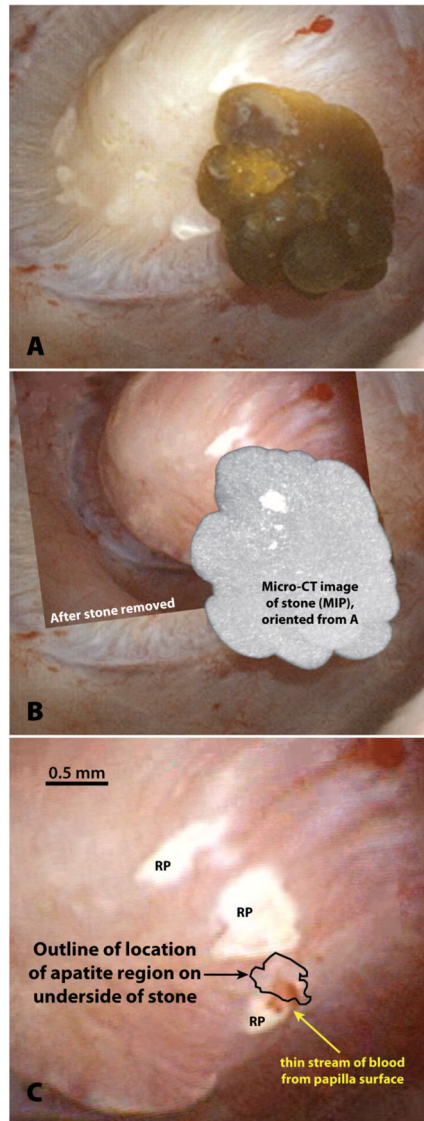 A
Micro-CT image
of stone (MIP),
oriented from A
After stone removed
B
0.5 mm
RP
RP
Outline of location
of apatite region on
underside of stone
RP
thin stream of blood
from papilla surface
C